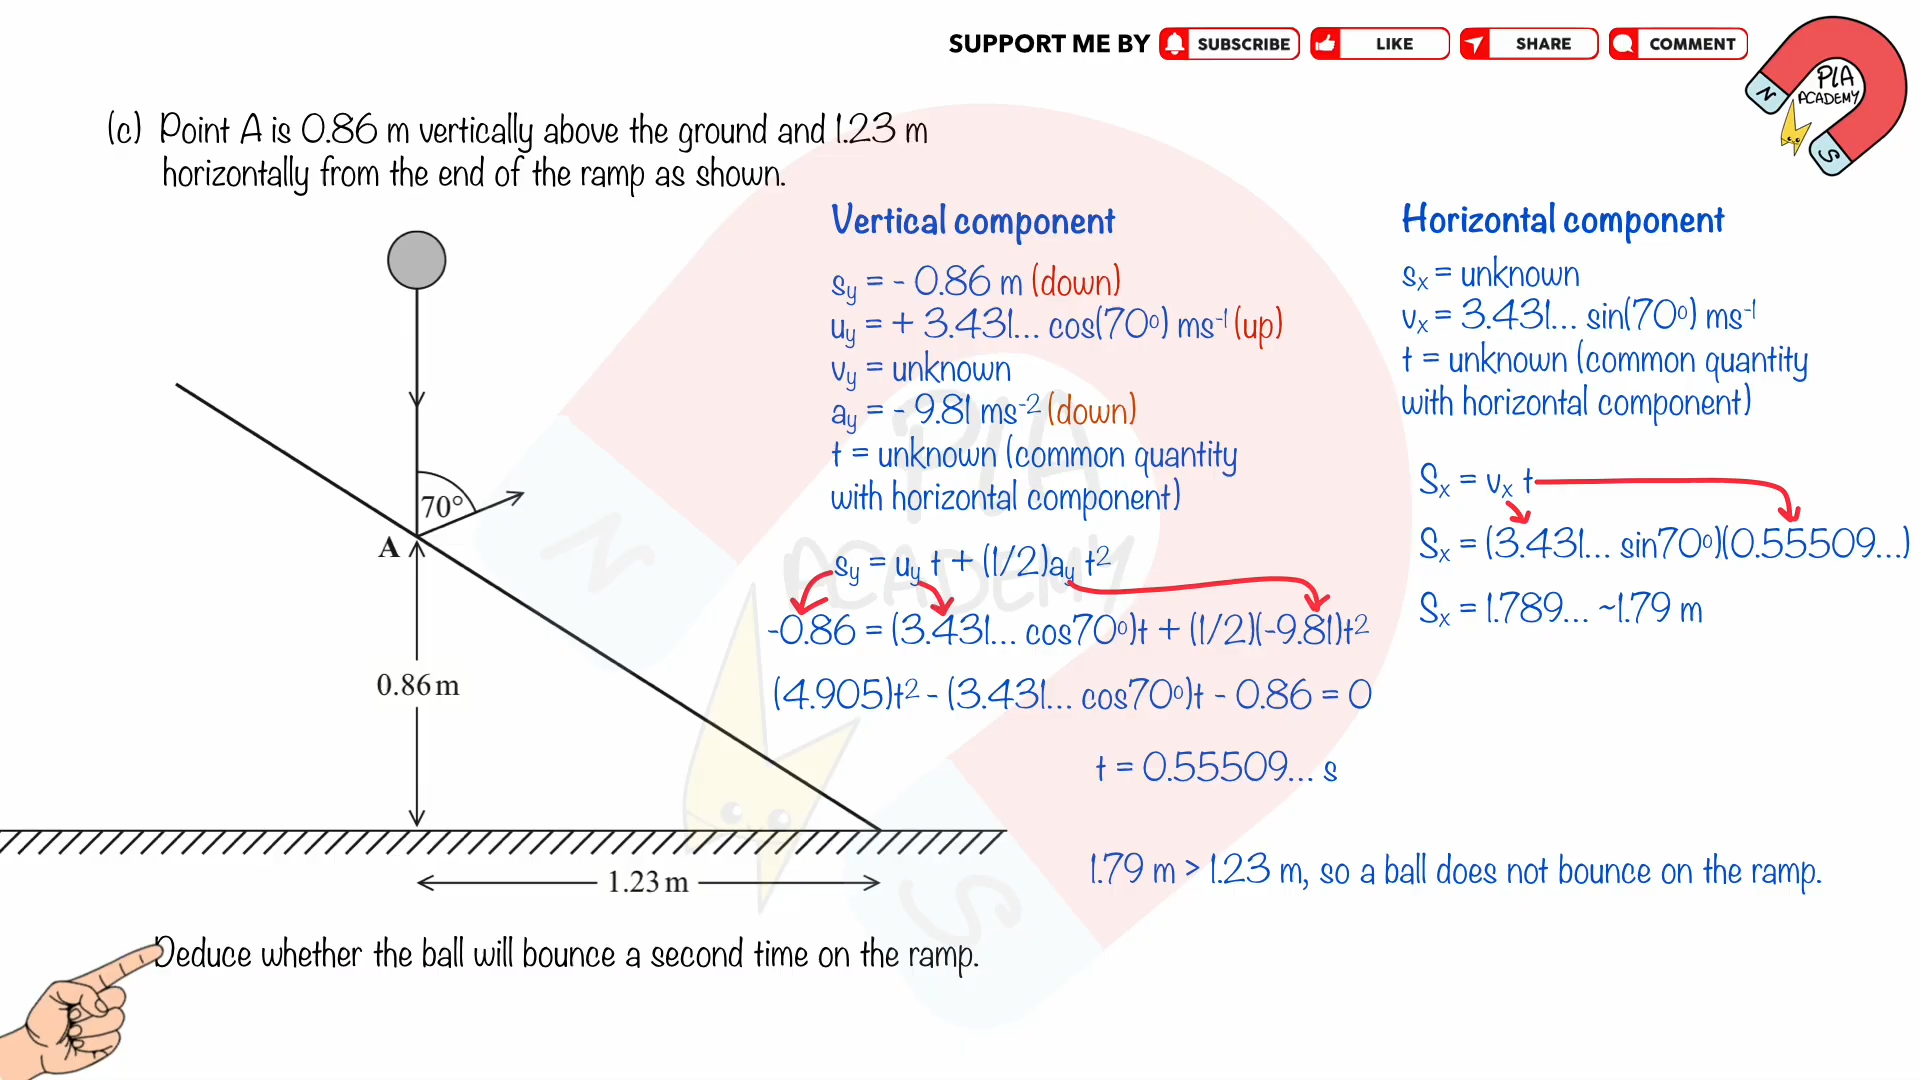 SUPPORT ME BY SUBSCRIBE LIKE SHARE COMMENT
PLA
ACADEMY
N
S
(c) Point A is 0.86 m vertically above the ground and 1.23 m
horizontally from the end of the ramp as shown.
70°
A
0.86 m
1.23 m
Deduce whether the ball will bounce a second time on the ramp.
Vertical component
sy = - 0.86 m (down)
uy = + 3.431... cos(70º) ms⁻¹ (up)
vy = unknown
ay = - 9.81 ms⁻² (down)
t = unknown (common quantity
with horizontal component)
sy = uy t + (1/2)ay t²
-0.86 = (3.431... cos70º)t + (1/2)(-9.81)t²
(4.905)t² - (3.431... cos70º)t - 0.86 = 0
t = 0.55509... s
Horizontal component
sx = unknown
vx = 3.431... sin(70º) ms⁻¹
t = unknown (common quantity
with horizontal component)
Sx = vx t
Sx = (3.431... sin70º)(0.55509...)
Sx = 1.789... ~1.79 m
1.79 m > 1.23 m, so a ball does not bounce on the ramp.
PLA
ACADEMY
N
S